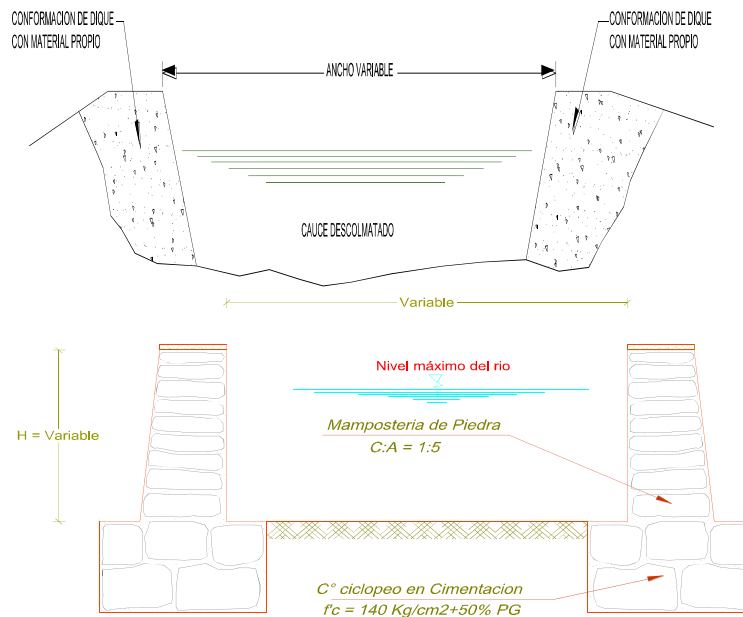 CONFORMACION DE DIQUE
CON MATERIAL PROPIO
CONFORMACION DE DIQUE
CON MATERIAL PROPIO
ANCHO VARIABLE
CAUCE DESCOLMATADO
Variable
Nivel máximo del rio
H = Variable
Mamposteria de Piedra
C:A = 1:5
C° ciclopeo en Cimentacion
f'c = 140 Kg/cm2+50% PG